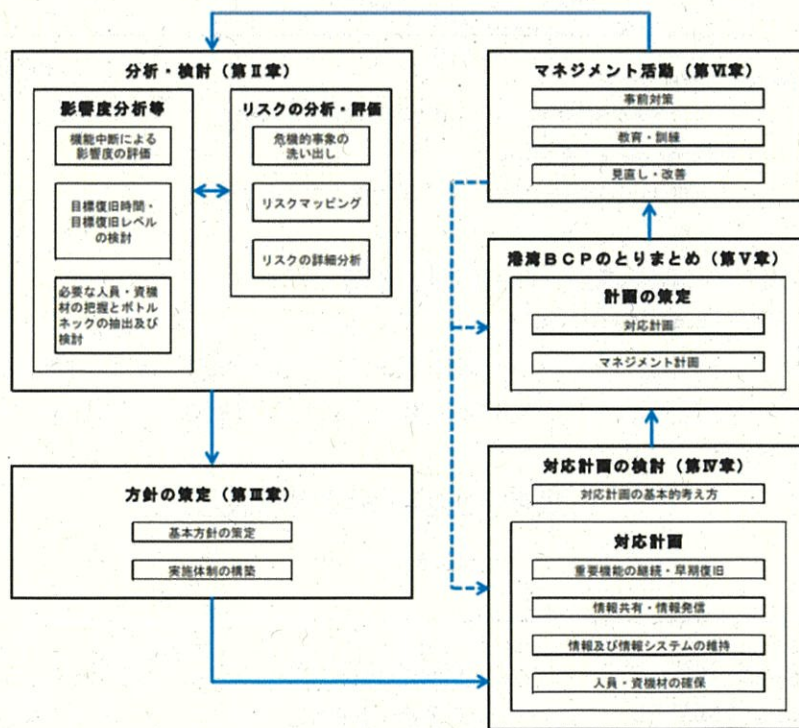 分析・検討（第Ⅱ章）
影響度分析等
機能中断による
影響度の評価
目標復旧時間・
目標復旧レベル
の検討
必要な人員・資機
材の把握とボトル
ネックの抽出及び
検討
リスクの分析・評価
危機的事象の
洗い出し
リスクマッピング
リスクの詳細分析
方針の策定（第Ⅲ章）
基本方針の策定
実施体制の構築
マネジメント活動（第Ⅵ章）
事前対策
教育・訓練
見直し・改善
港湾ＢＣＰのとりまとめ（第Ⅴ章）
計画の策定
対応計画
マネジメント計画
対応計画の検討（第Ⅳ章）
対応計画の基本的考え方
対応計画
重要機能の継続・早期復旧
情報共有・情報発信
情報及び情報システムの維持
人員・資機材の確保